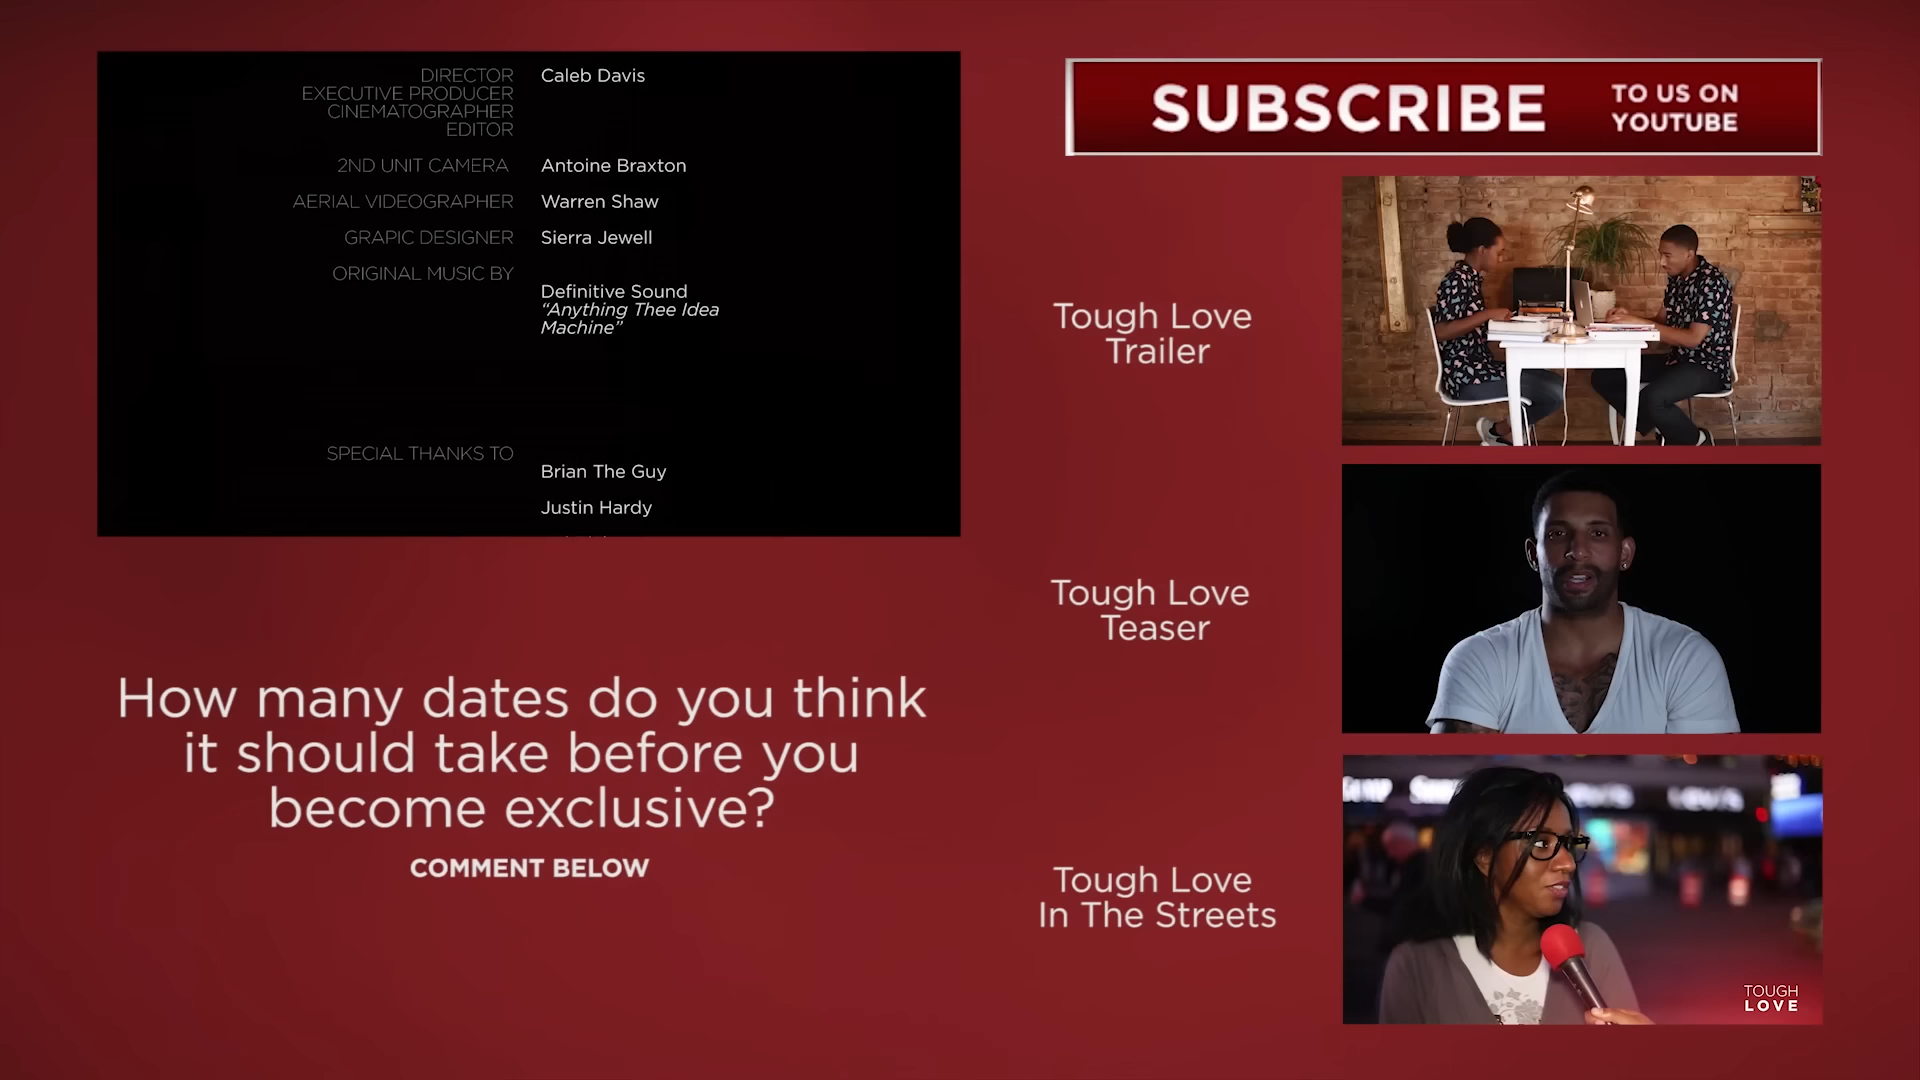 DIRECTOR Caleb Davis
EXECUTIVE PRODUCER
CINEMATOGRAPHER
EDITOR
2ND UNIT CAMERA Antoine Braxton
AERIAL VIDEOGRAPHER Warren Shaw
GRAPIC DESIGNER Sierra Jewell
ORIGINAL MUSIC BY
Definitive Sound
“Anything Thee Idea
Machine”
SPECIAL THANKS TO
Brian The Guy
Justin Hardy
How many dates do you think
it should take before you
become exclusive?
COMMENT BELOW
SUBSCRIBE
TO US ON
YOUTUBE
Tough Love
Trailer
Tough Love
Teaser
Tough Love
In The Streets
TOUGH
LOVE